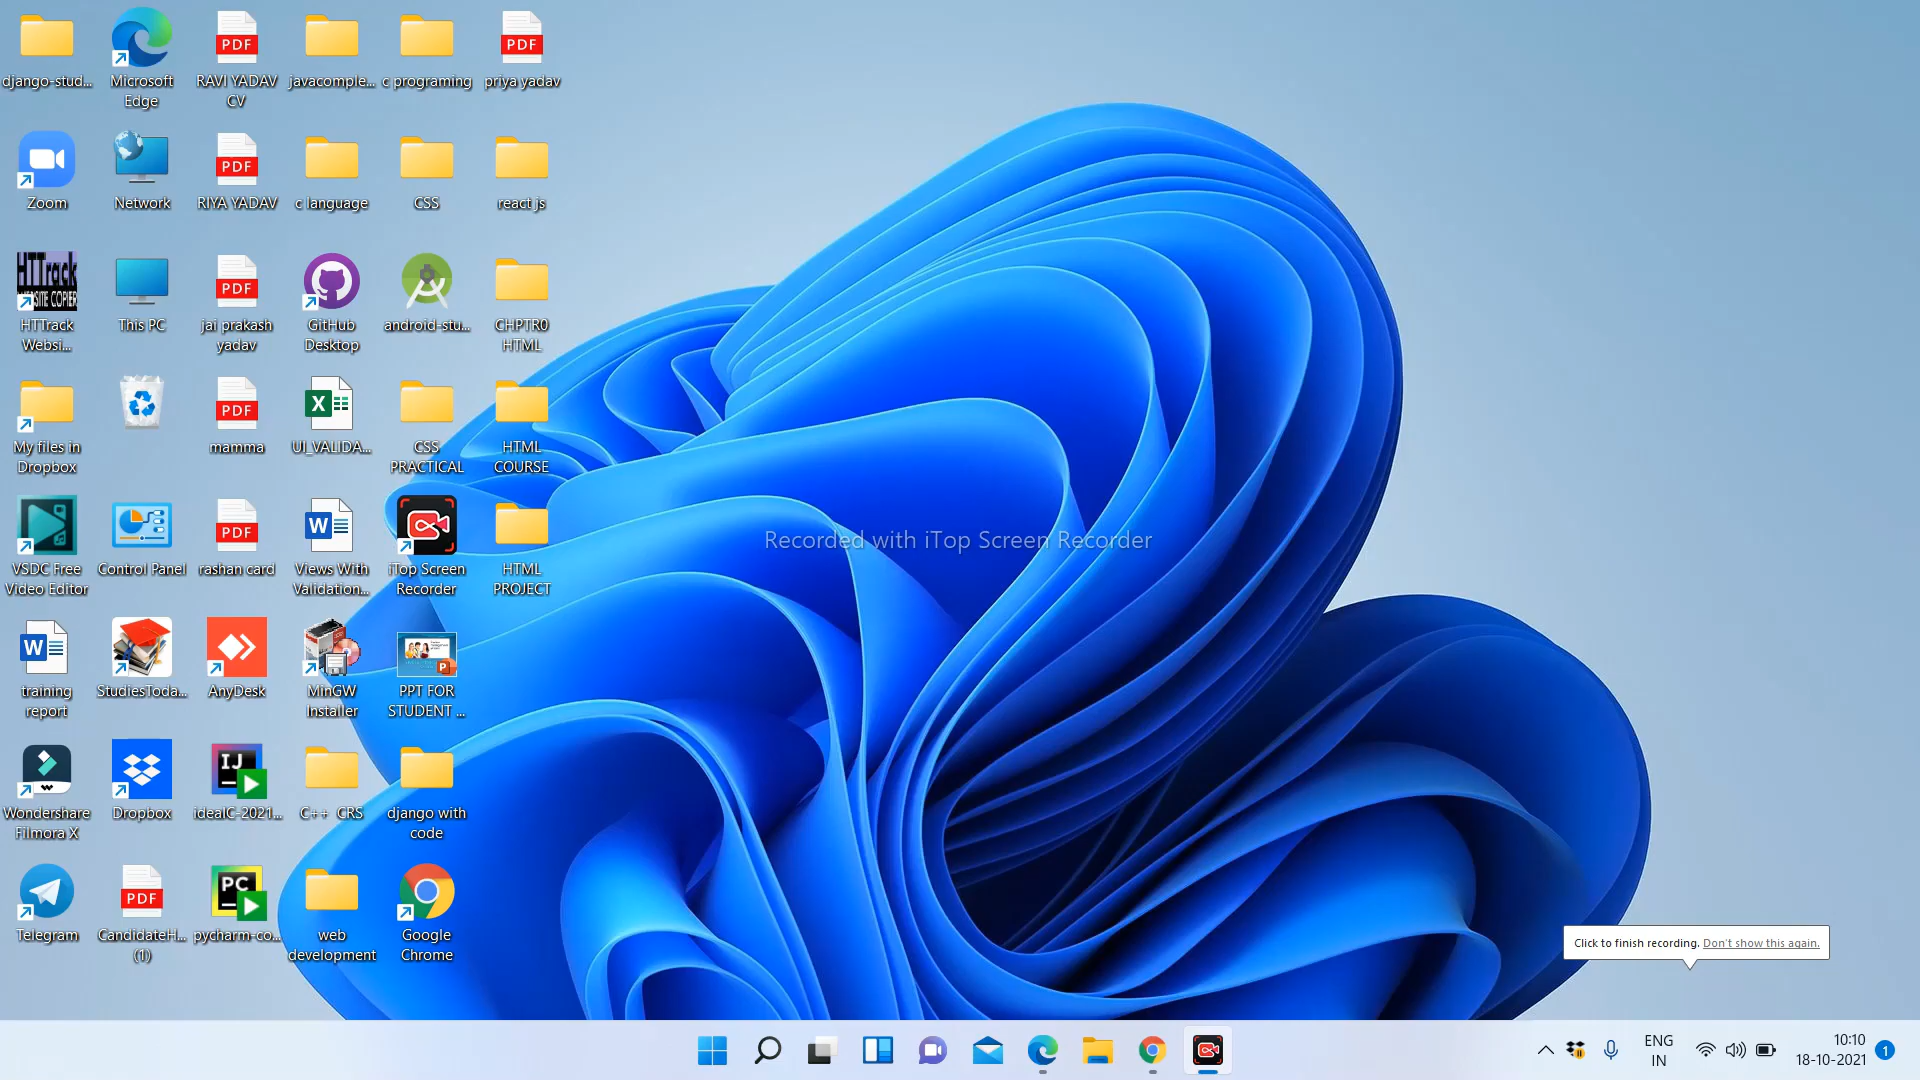 django-stud...
Microsoft
Edge
RAVI YADAV
CV
javacomple...
c programing
priya yadav
Zoom
Network
RIYA YADAV
c language
CSS
react js
HTTrack
Websi...
This PC
jai prakash
yadav
GitHub
Desktop
android-stu...
CHPTR0
HTML
My files in
Dropbox
mamma
UI_VALIDA...
CSS
PRACTICAL
HTML
COURSE
VSDC Free
Video Editor
Control Panel
rashan card
Views With
Validation...
iTop Screen
Recorder
HTML
PROJECT
Recorded with iTop Screen Recorder
training
report
StudiesToda...
AnyDesk
MinGW
Installer
PPT FOR
STUDENT ...
Wondershare
Filmora X
Dropbox
ideaIC-2021...
C++ CRS
django with
code
Telegram
CandidateH...
(1)
pycharm-co...
web
development
Google
Chrome
Click to finish recording. Don't show this again.
ENG
IN
10:10
18-10-2021
1